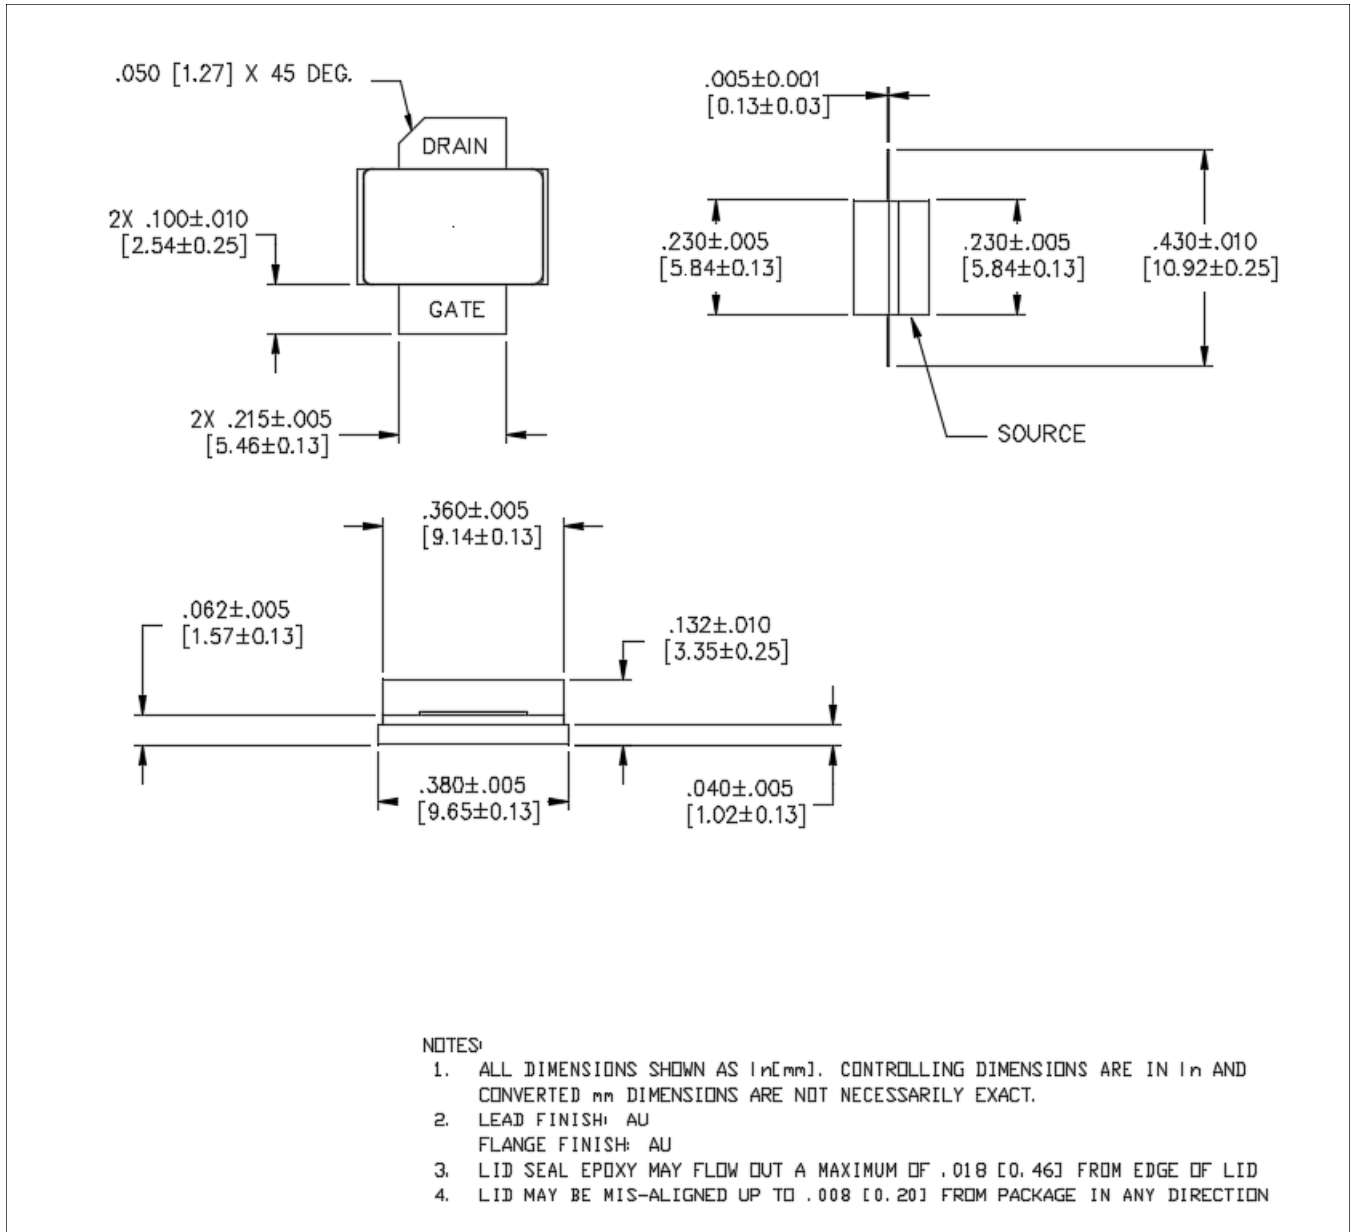 .050 [1.27] X 45 DEG.
DRAIN
2X .100±.010
[2.54±0.25]
GATE
2X .215±.005
[5.46±0.13]
.005±0.001
[0.13±0.03]
.230±.005
[5.84±0.13]
.230±.005
[5.84±0.13]
.430±.010
[10.92±0.25]
SOURCE
.360±.005
[9.14±0.13]
.062±.005
[1.57±0.13]
.132±.010
[3.35±0.25]
.380±.005
[9.65±0.13]
.040±.005
[1.02±0.13]
NOTES:
1. ALL DIMENSIONS SHOWN AS in[mm]. CONTROLLING DIMENSIONS ARE IN in AND
CONVERTED mm DIMENSIONS ARE NOT NECESSARILY EXACT.
2. LEAD FINISH: AU
FLANGE FINISH: AU
3. LID SEAL EPOXY MAY FLOW OUT A MAXIMUM OF .018 [0.46] FROM EDGE OF LID
4. LID MAY BE MIS-ALIGNED UP TO .008 [0.20] FROM PACKAGE IN ANY DIRECTION